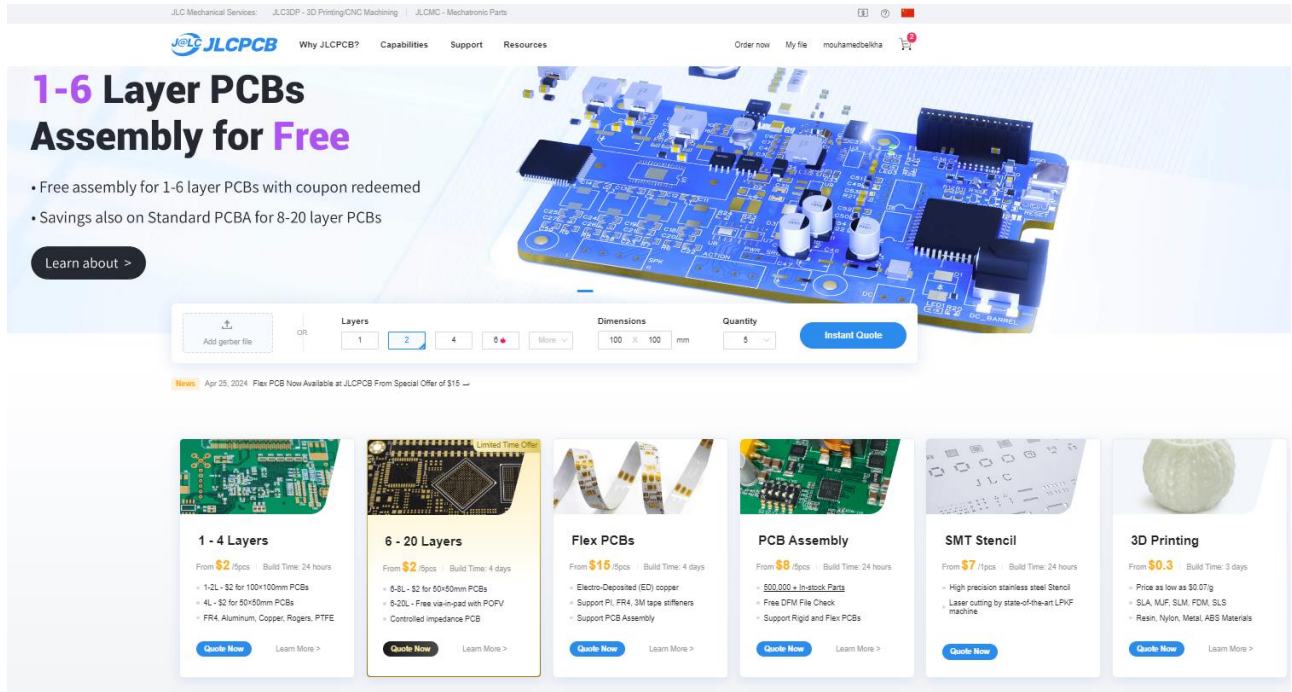 JLC Mechanical Services: JLC3DP - 3D Printing/CNC Machining | JLCMC - Mechatronic Parts
J@LC JLCPCB Why JLCPCB? Capabilities Support Resources Order now My file mouhamedbelkha 2
1-6 Layer PCBs
Assembly for Free
• Free assembly for 1-6 layer PCBs with coupon redeemed
• Savings also on Standard PCBA for 8-20 layer PCBs
Learn about >
Add gerber file
OR
Layers
1 2 4 6 More
Dimensions
100 X 100 mm
Quantity
5
Instant Quote
News Apr 25, 2024 Flex PCB Now Available at JLCPCB From Special Offer of $15
1 - 4 Layers
From $2 /5pcs | Build Time: 24 hours
1-2L - $2 for 100×100mm PCBs
4L - $2 for 50×50mm PCBs
FR4, Aluminum, Copper, Rogers, PTFE
Quote Now Learn More >
Limited Time Offer
6 - 20 Layers
From $2 /5pcs | Build Time: 4 days
6-8L - $2 for 50×50mm PCBs
6-20L - Free via-in-pad with POFV
Controlled impedance PCB
Quote Now Learn More >
Flex PCBs
From $15 /5pcs | Build Time: 4 days
Electro-Deposited (ED) copper
Support PI, FR4, 3M tape stiffeners
Support PCB Assembly
Quote Now Learn More >
PCB Assembly
From $8 /5pcs | Build Time: 24 hours
500,000 + In-stock Parts
Free DFM File Check
Support Rigid and Flex PCBs
Quote Now Learn More >
JLC
SMT Stencil
From $7 /1pcs | Build Time: 24 hours
High precision stainless steel Stencil
Laser cutting by state-of-the-art LPKF
machine
Quote Now
3D Printing
From $0.3 | Build Time: 3 days
Price as low as $0.07/g
SLA, MJF, SLM, FDM, SLS
Resin, Nylon, Metal, ABS Materials
Quote Now Learn More >